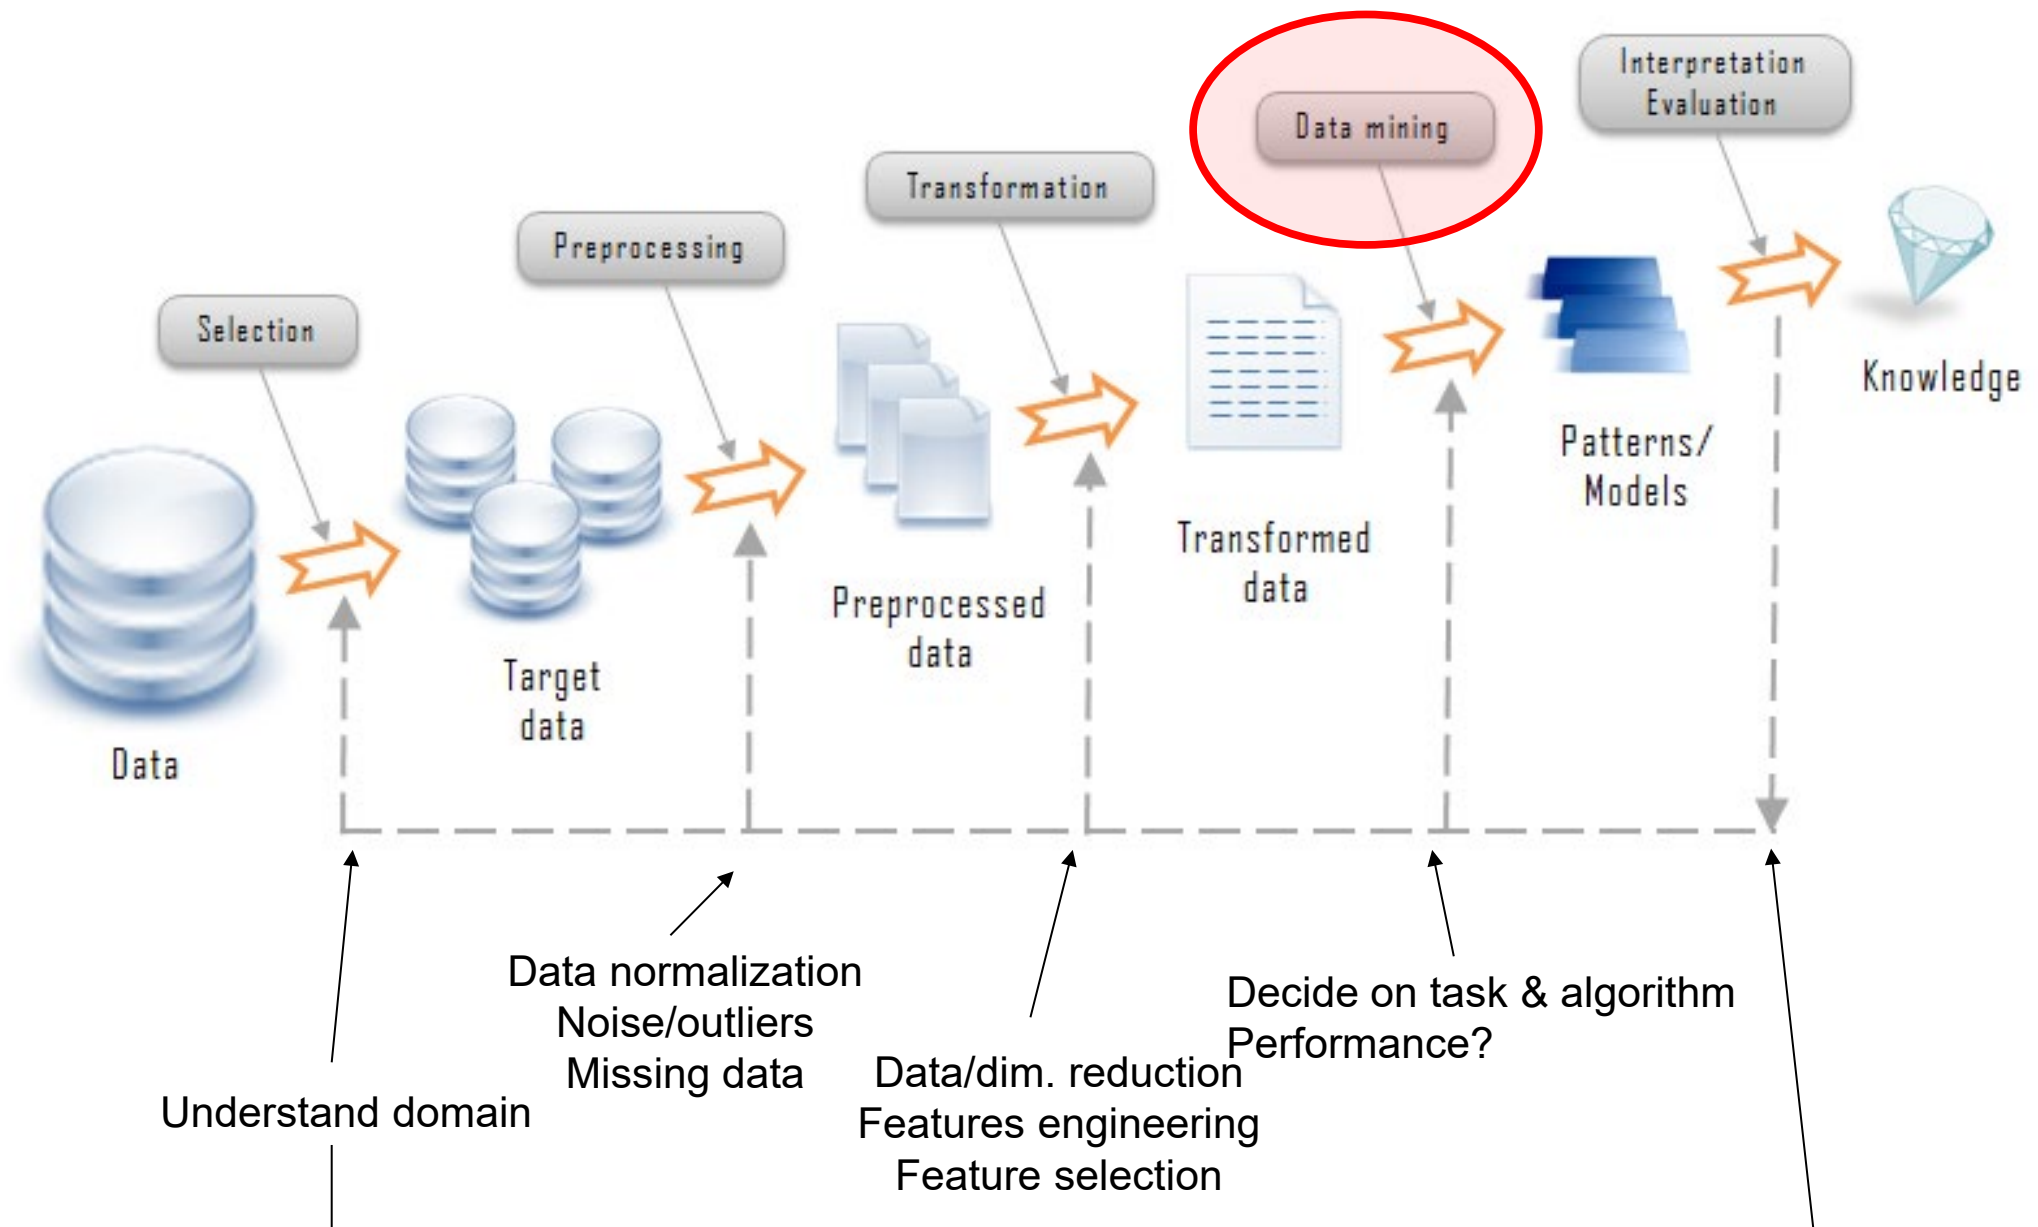 Interpretation
Evaluation
Data mining
Transformation
Preprocessing
Selection
Knowledge
Patterns/
Models
Transformed
data
Preprocessed
data
Target
data
Data
Data normalization
Noise/outliers
Missing data
Decide on task & algorithm
Performance?
Data/dim. reduction
Features engineering
Feature selection
Understand domain